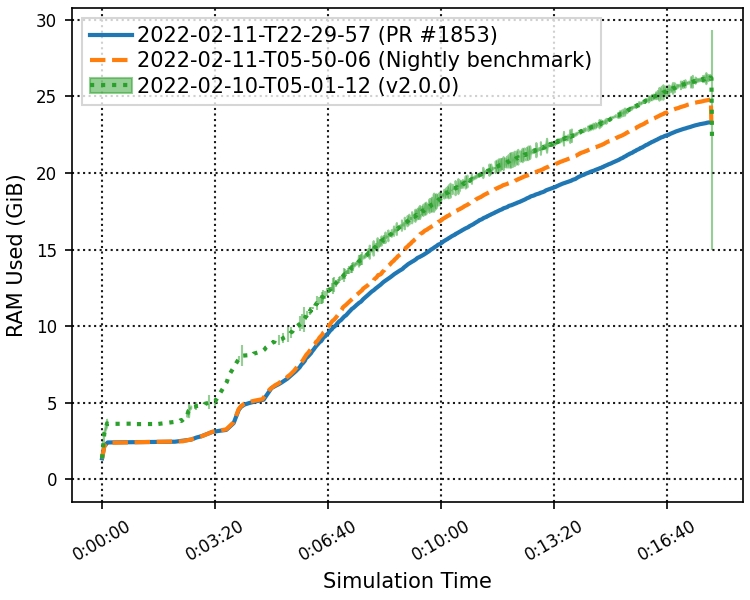 2022-02-11-T22-29-57 (PR #1853)
2022-02-11-T05-50-06 (Nightly benchmark)
2022-02-10-T05-01-12 (v2.0.0)
RAM Used (GiB)
30
25
20
15
10
5
0
0:00:00
0:03:20
0:06:40
0:10:00
0:13:20
0:16:40
Simulation Time